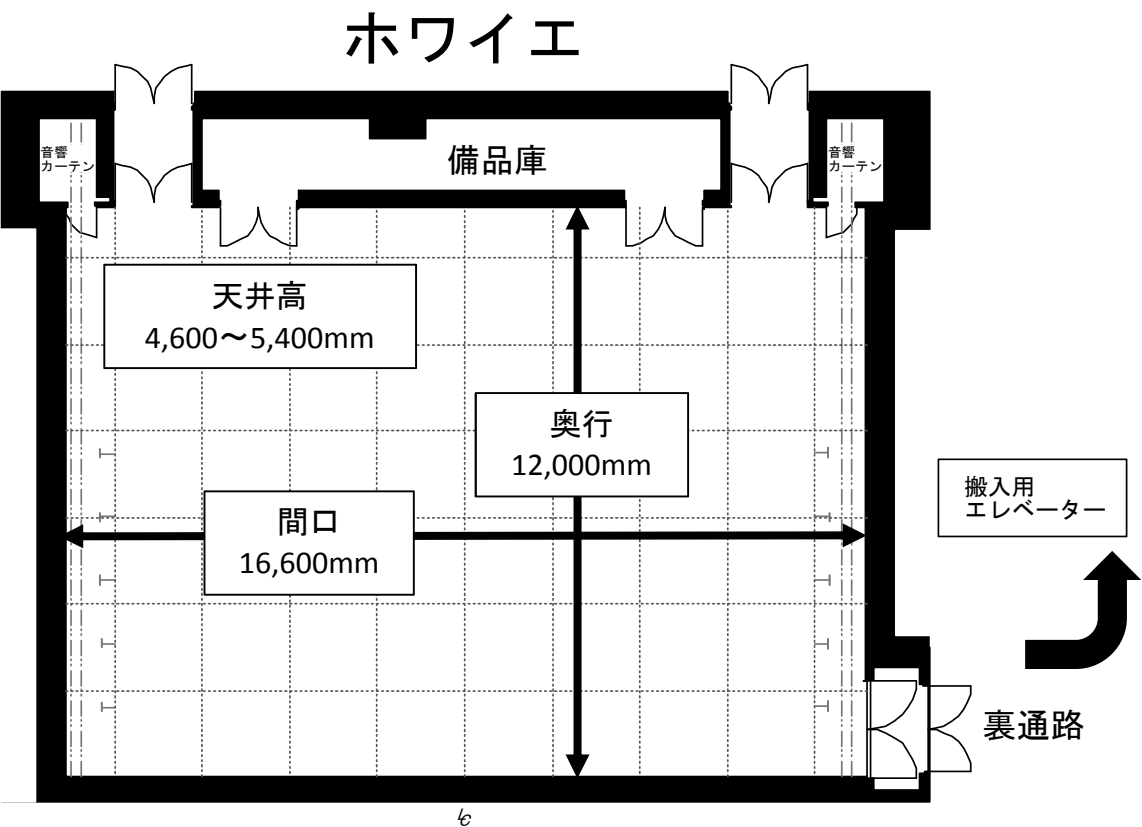 ホワイエ
音響
カーテン
備品庫
音響
カーテン
天井高
4,600～5,400mm
奥行
12,000mm
間口
16,600mm
搬入用
エレベーター
裏通路